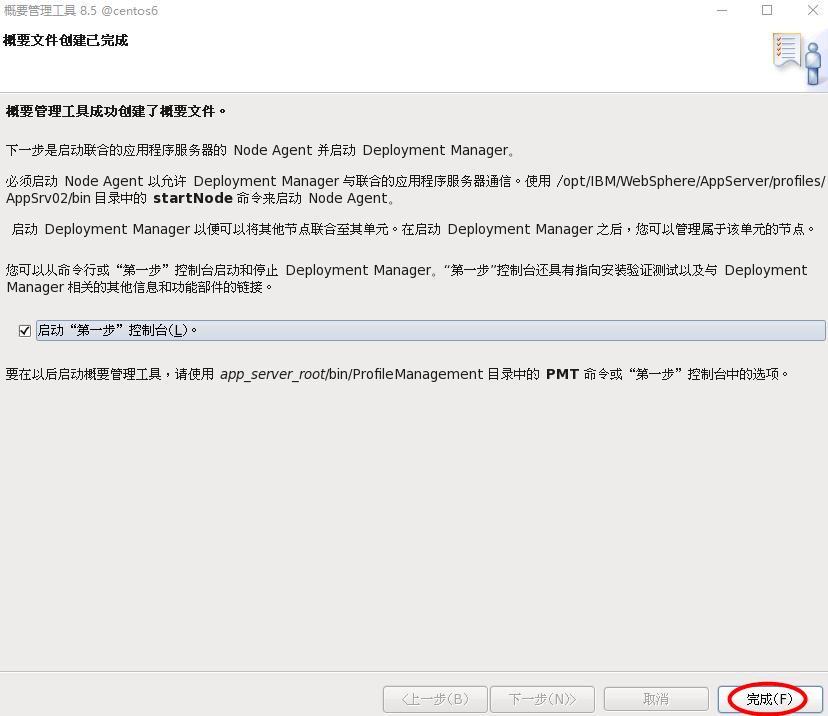 概要管理工具 8.5 @centos6
概要文件创建已完成
概要管理工具成功创建了概要文件。
下一步是启动联合的应用程序服务器的 Node Agent 并启动 Deployment Manager。
必须启动 Node Agent 以允许 Deployment Manager 与联合的应用程序服务器通信。使用 /opt/IBM/WebSphere/AppServer/profiles/
AppSrv02/bin 目录中的 startNode 命令来启动 Node Agent。
启动 Deployment Manager 以便可以将其他节点联合至其单元。在启动 Deployment Manager 之后，您可以管理属于该单元的节点。
您可以从命令行或“第一步”控制台启动和停止 Deployment Manager。“第一步”控制台还具有指向安装验证测试以及与 Deployment
Manager 相关的其他信息和功能部件的链接。
启动“第一步”控制台(L)。
要在以后启动概要管理工具，请使用 app_server_root/bin/ProfileManagement 目录中的 PMT 命令或“第一步”控制台中的选项。
<上一步(B) 下一步(N)> 取消 完成(F)